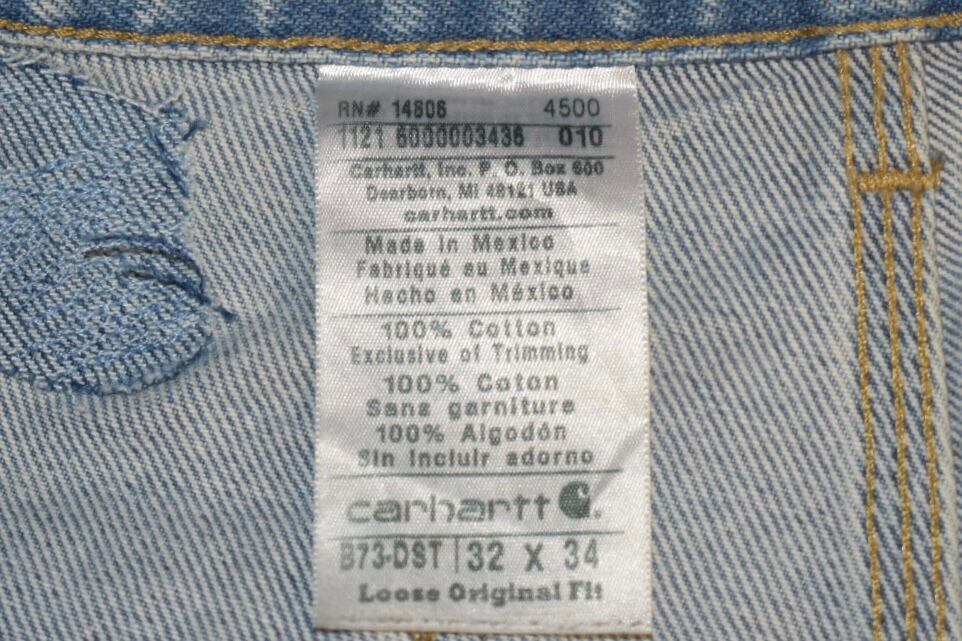 RN# 14806 4500
1121 6000003436 010
Carhartt, Inc. P. O. Box 600
Dearborn, MI 48121 USA
carhartt.com
Made in Mexico
Fabriqué au Mexique
Hecho en México
100% Cotton
Exclusive of Trimming
100% Coton
Sans garniture
100% Algodón
Sin Incluir adorno
carhartt
B73-DST | 32 X 34
Loose Original Fit